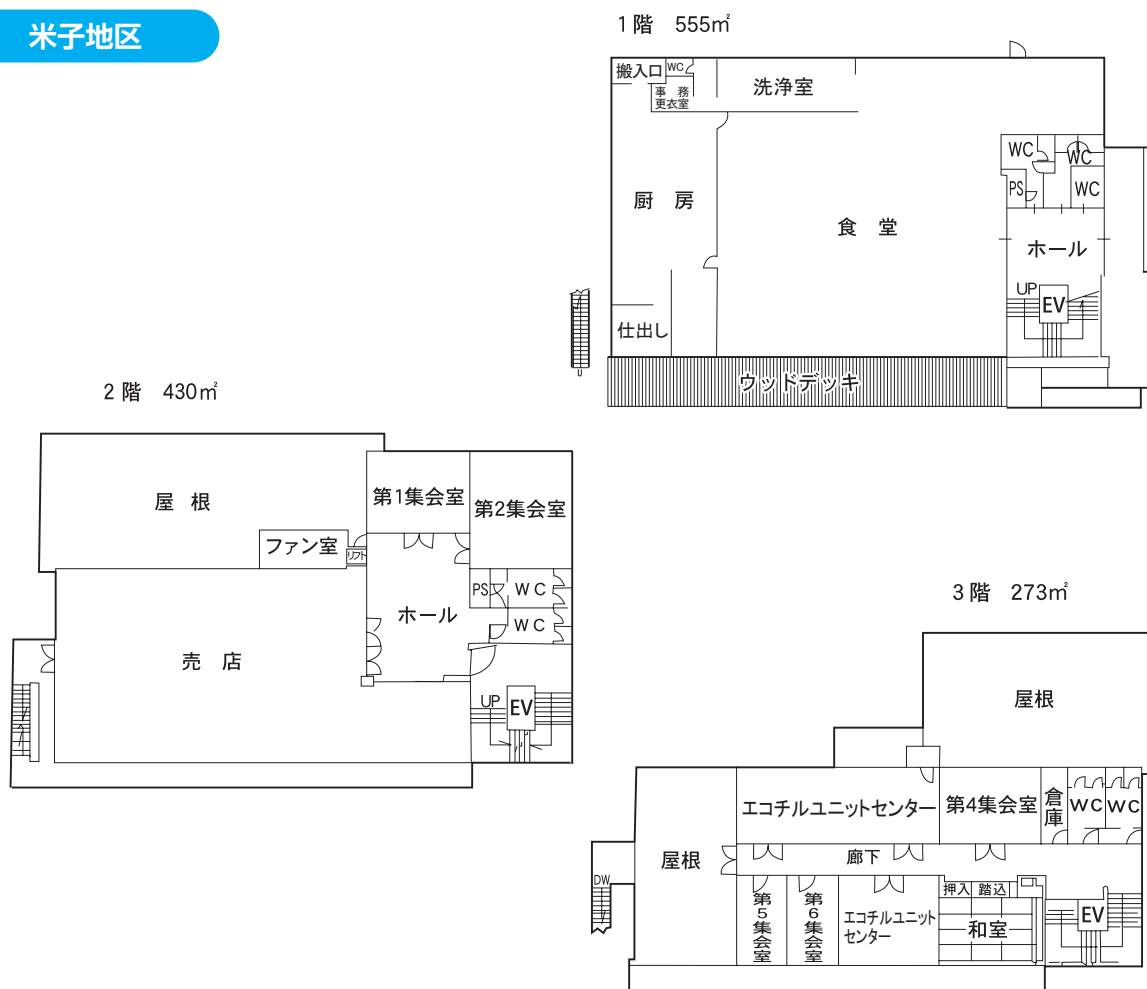 米子地区
1階 555㎡
搬入口
WC
事務
更衣室
洗浄室
厨房
食堂
WC
WC
PS
WC
ホール
UP
EV
仕出し
U
ウッドデッキ
2階 430㎡
屋根
第1集会室
第2集会室
ファン室
リフト
PS
WC
ホール
WC
売店
UP
EV
3階 273㎡
屋根
エコチルユニットセンター
第4集会室
倉庫
WC
WC
屋根
廊下
DW
第5集会室
第6集会室
エコチルユニット
センター
押入
踏込
和室
EV